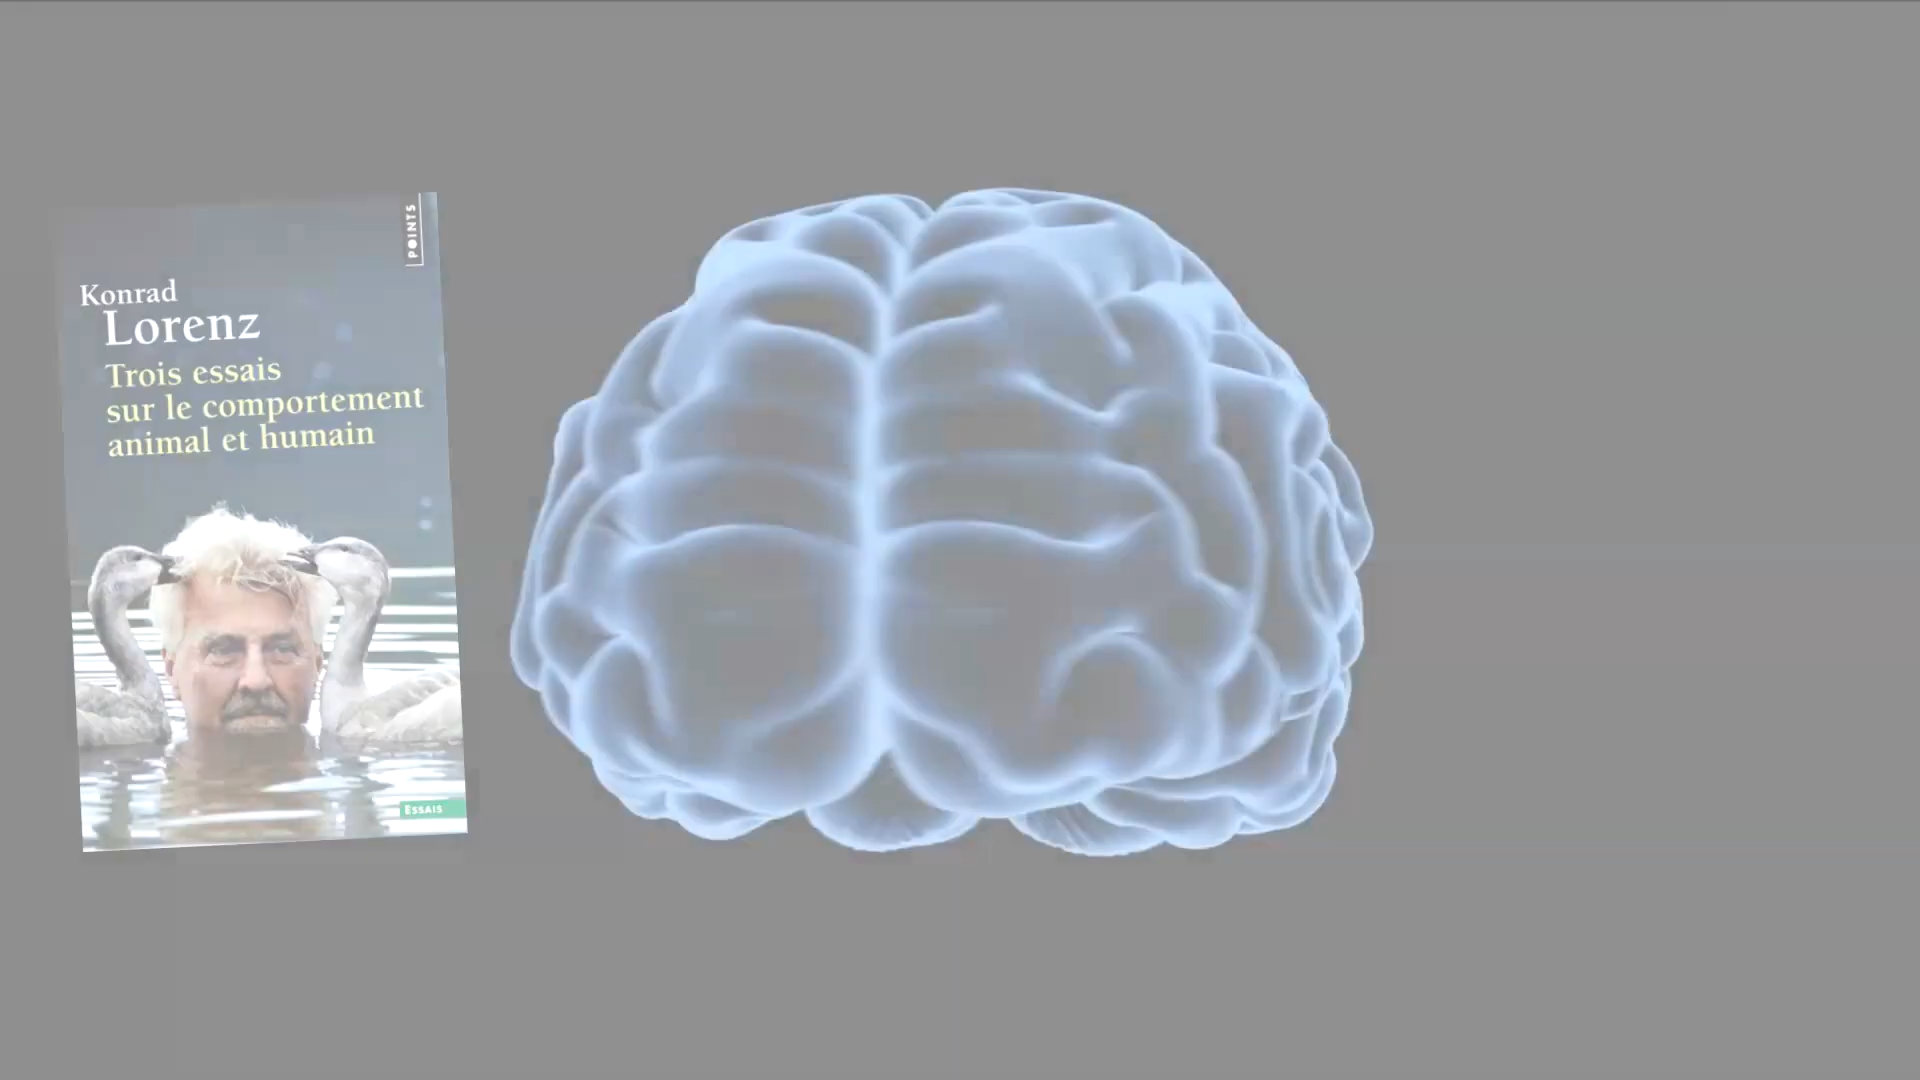 POINTS
Konrad
Lorenz
Trois essais
sur le comportement
animal et humain
ESSAIS